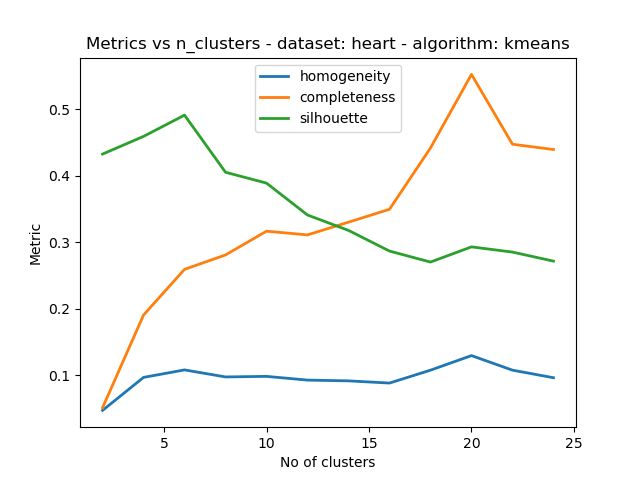 Metrics vs n_clusters - dataset: heart - algorithm: kmeans
homogeneity
completeness
silhouette
Metric
0.5
0.4
0.3
0.2
0.1
5 10 15 20 25
No of clusters